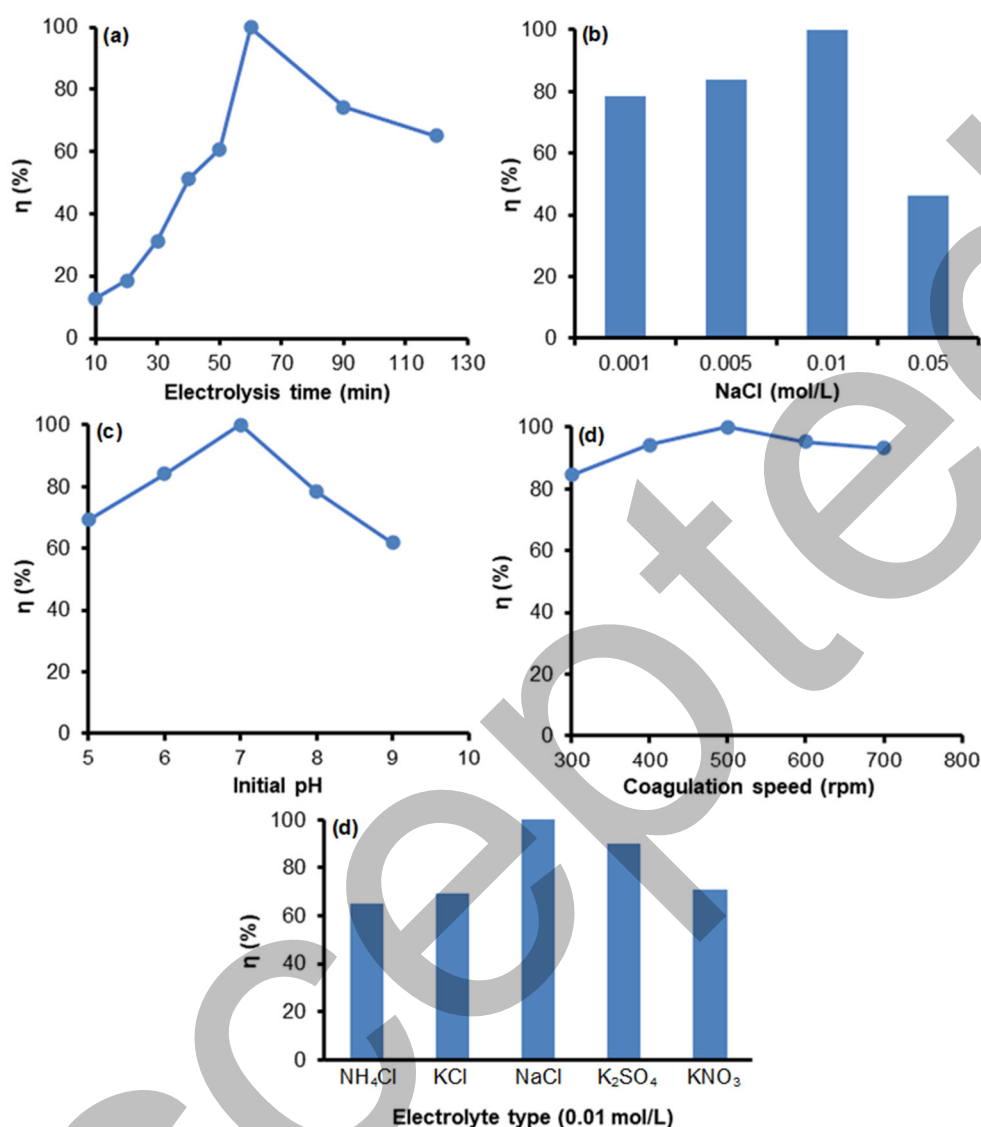 (a)
100
80
60
40
20
0
η (%)
10 30 50 70 90 110 130
Electrolysis time (min)
(b)
100
80
60
40
20
0
η (%)
0.001 0.005 0.01 0.05
NaCl (mol/L)
(c)
100
80
60
40
20
0
η (%)
5 6 7 8 9 10
Initial pH
(d)
100
80
60
40
20
0
η (%)
300 400 500 600 700 800
Coagulation speed (rpm)
(d)
100
80
60
40
20
0
η (%)
NH₄Cl KCl NaCl K₂SO₄ KNO₃
Electrolyte type (0.01 mol/L)